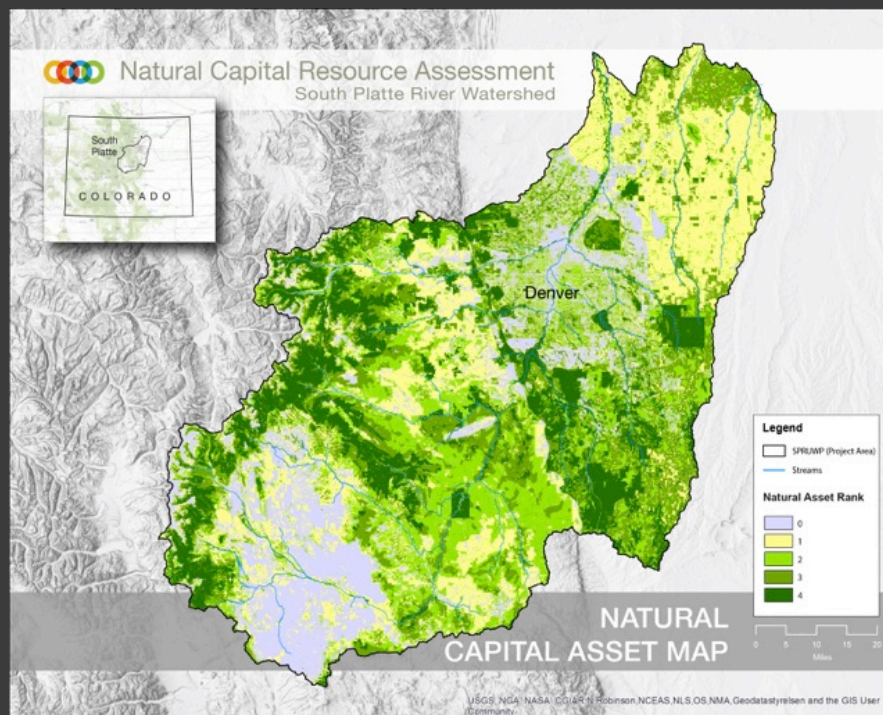 Natural Capital Resource Assessment
South Platte River Watershed
South
Platte
COLORADO
Denver
Legend
SPRUWP (Project Area)
Streams
Natural Asset Rank
0
1
2
3
4
NATURAL
CAPITAL ASSET MAP
0 5 10 15 20
Miles
USGS, NGA, NASA, CGIAR, N Robinson, NCEAS, NLS, OS, NMA, Geodatastyrelsen and the GIS User
Community